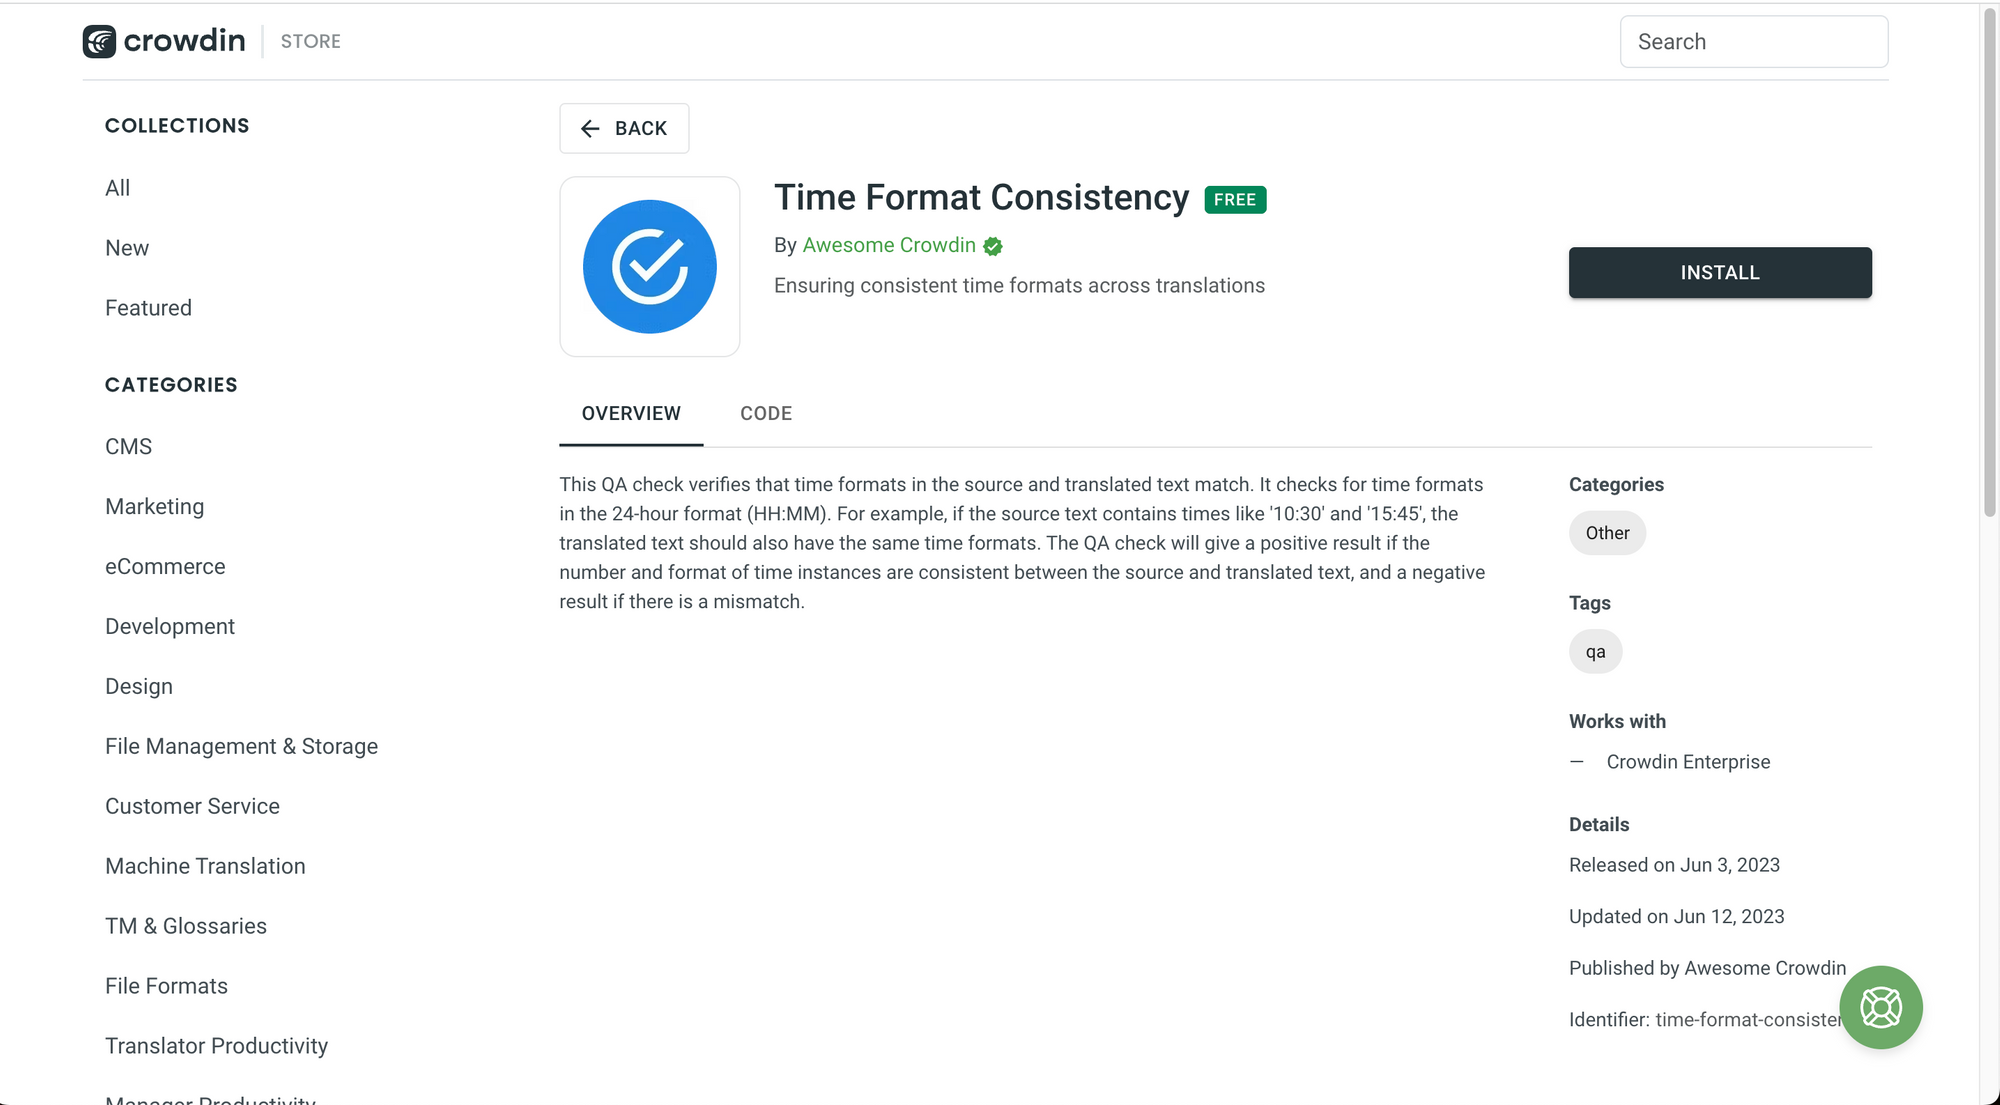 crowdin
STORE
Search
COLLECTIONS
All
New
Featured
CATEGORIES
CMS
Marketing
eCommerce
Development
Design
File Management & Storage
Customer Service
Machine Translation
TM & Glossaries
File Formats
Translator Productivity
Manager Productivity
BACK
Time Format Consistency FREE
By Awesome Crowdin
Ensuring consistent time formats across translations
INSTALL
OVERVIEW
CODE
This QA check verifies that time formats in the source and translated text match. It checks for time formats
in the 24-hour format (HH:MM). For example, if the source text contains times like '10:30' and '15:45', the
translated text should also have the same time formats. The QA check will give a positive result if the
number and format of time instances are consistent between the source and translated text, and a negative
result if there is a mismatch.
Categories
Other
Tags
qa
Works with
— Crowdin Enterprise
Details
Released on Jun 3, 2023
Updated on Jun 12, 2023
Published by Awesome Crowdin
Identifier: time-format-consister